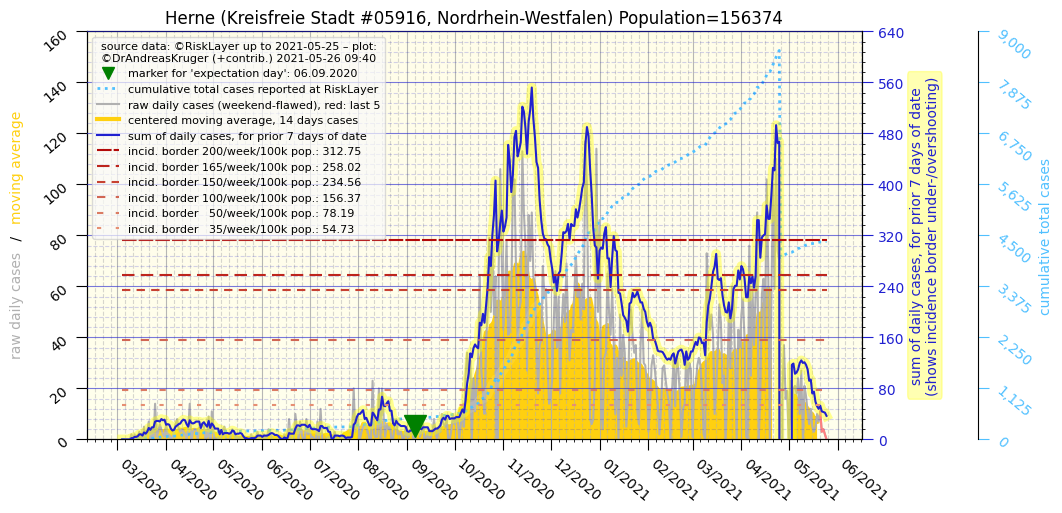 Herne (Kreisfreie Stadt #05916, Nordrhein-Westfalen) Population=156374
source data: ©RiskLayer up to 2021-05-25 – plot:
©DrAndreasKruger (+contrib.) 2021-05-26 09:40
marker for 'expectation day': 06.09.2020
cumulative total cases reported at RiskLayer
raw daily cases (weekend-flawed), red: last 5
centered moving average, 14 days cases
sum of daily cases, for prior 7 days of date
incid. border 200/week/100k pop.: 312.75
incid. border 165/week/100k pop.: 258.02
incid. border 150/week/100k pop.: 234.56
incid. border 100/week/100k pop.: 156.37
incid. border 50/week/100k pop.: 78.19
incid. border 35/week/100k pop.: 54.73
raw daily cases / moving average
160
140
120
100
80
60
40
20
0
03/2020
04/2020
05/2020
06/2020
07/2020
08/2020
09/2020
10/2020
11/2020
12/2020
01/2021
02/2021
03/2021
04/2021
05/2021
06/2021
640
560
480
400
320
240
160
80
0
sum of daily cases, for prior 7 days of date
(shows incidence border under-/overshooting)
9,000
7,875
6,750
5,625
4,500
3,375
2,250
1,125
0
cumulative total cases